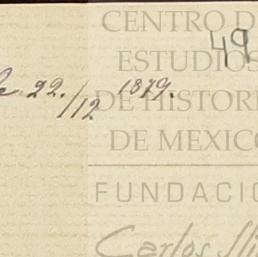 CENTRO D
49
ESTUDIOS
22./12 1879.
DE HISTORI
DE MEXICO
FUNDACIO
Carlos Sli